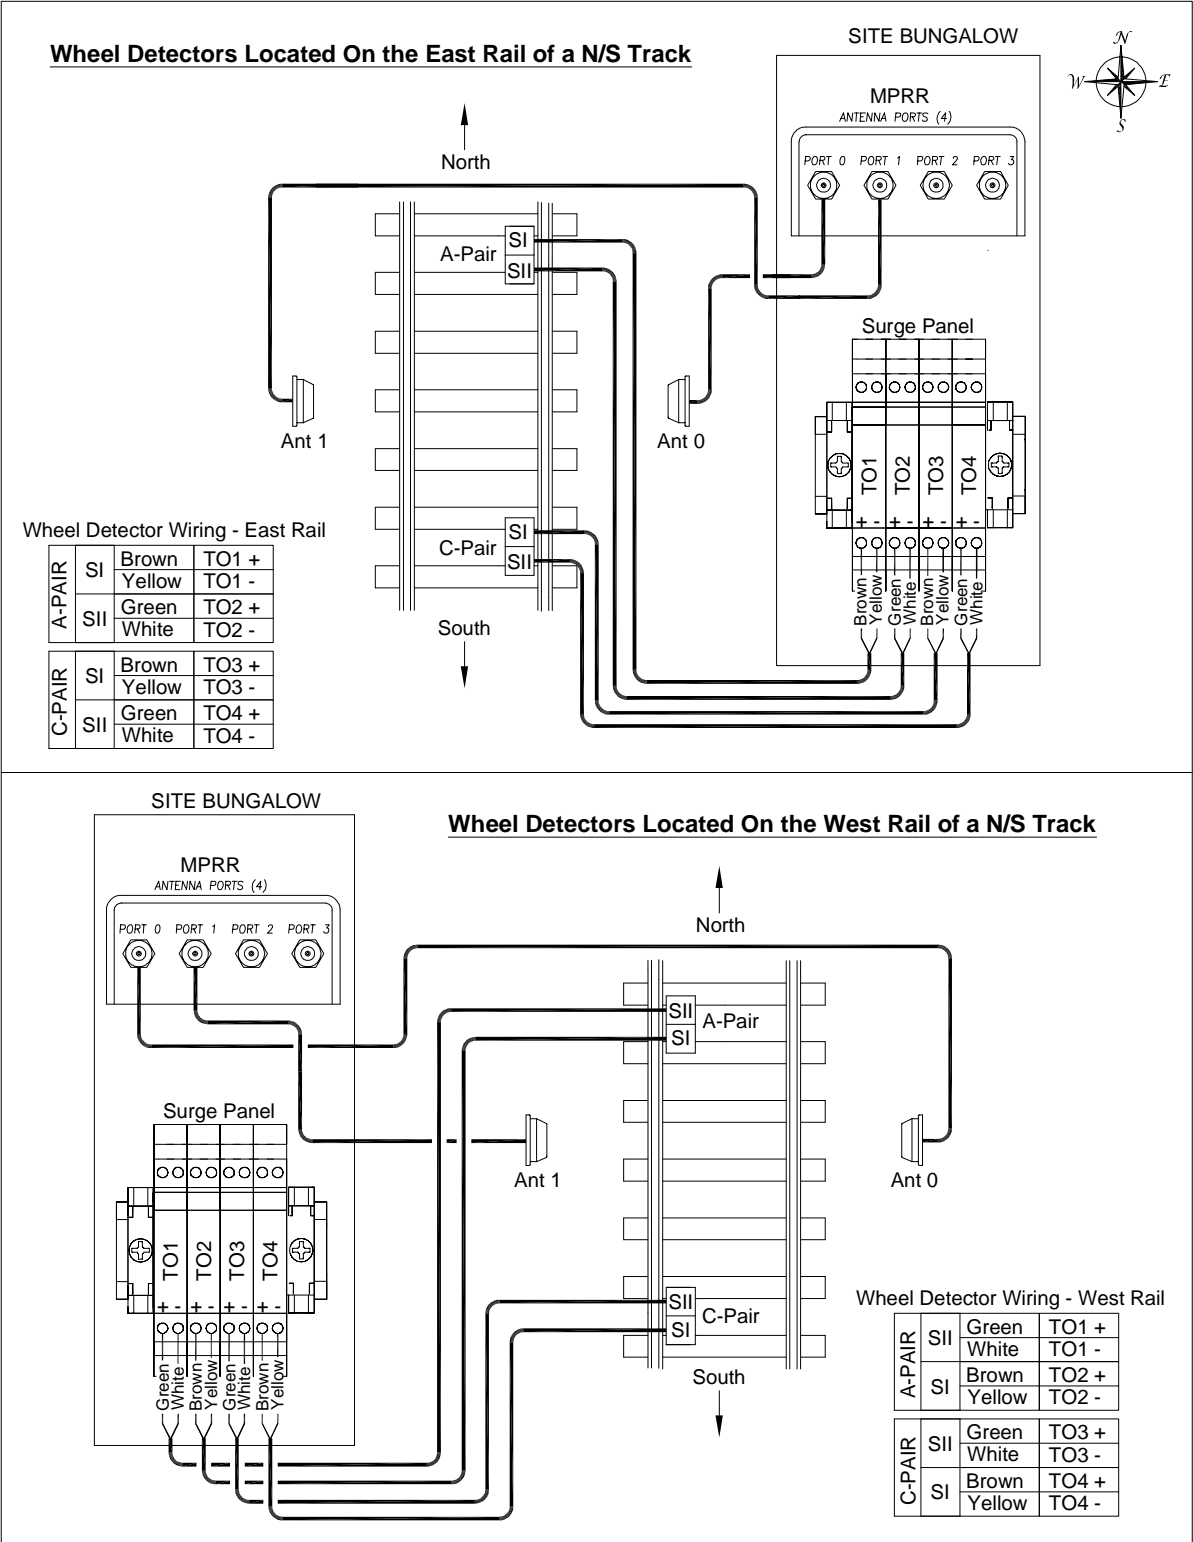 Wheel Detectors Located On the East Rail of a N/S Track
SITE BUNGALOW
N
W E
S
MPRR
ANTENNA PORTS (4)
PORT 0 PORT 1 PORT 2 PORT 3
North
A-Pair
SI
SII
Surge Panel
Ant 1
Ant 0
TO1 TO2 TO3 TO4
+ - + - + - + -
Brown Yellow Green White Brown Yellow Green White
C-Pair
SI
SII
South
Wheel Detector Wiring - East Rail
A-PAIR
SI Brown TO1 +
Yellow TO1 -
SII Green TO2 +
White TO2 -
C-PAIR
SI Brown TO3 +
Yellow TO3 -
SII Green TO4 +
White TO4 -
SITE BUNGALOW
Wheel Detectors Located On the West Rail of a N/S Track
MPRR
ANTENNA PORTS (4)
PORT 0 PORT 1 PORT 2 PORT 3
North
SII
SI
A-Pair
Surge Panel
Ant 1
Ant 0
TO1 TO2 TO3 TO4
+ - + - + - + -
Green White Brown Yellow Green White Brown Yellow
SII
SI
C-Pair
South
Wheel Detector Wiring - West Rail
A-PAIR
SII Green TO1 +
White TO1 -
SI Brown TO2 +
Yellow TO2 -
C-PAIR
SII Green TO3 +
White TO3 -
SI Brown TO4 +
Yellow TO4 -